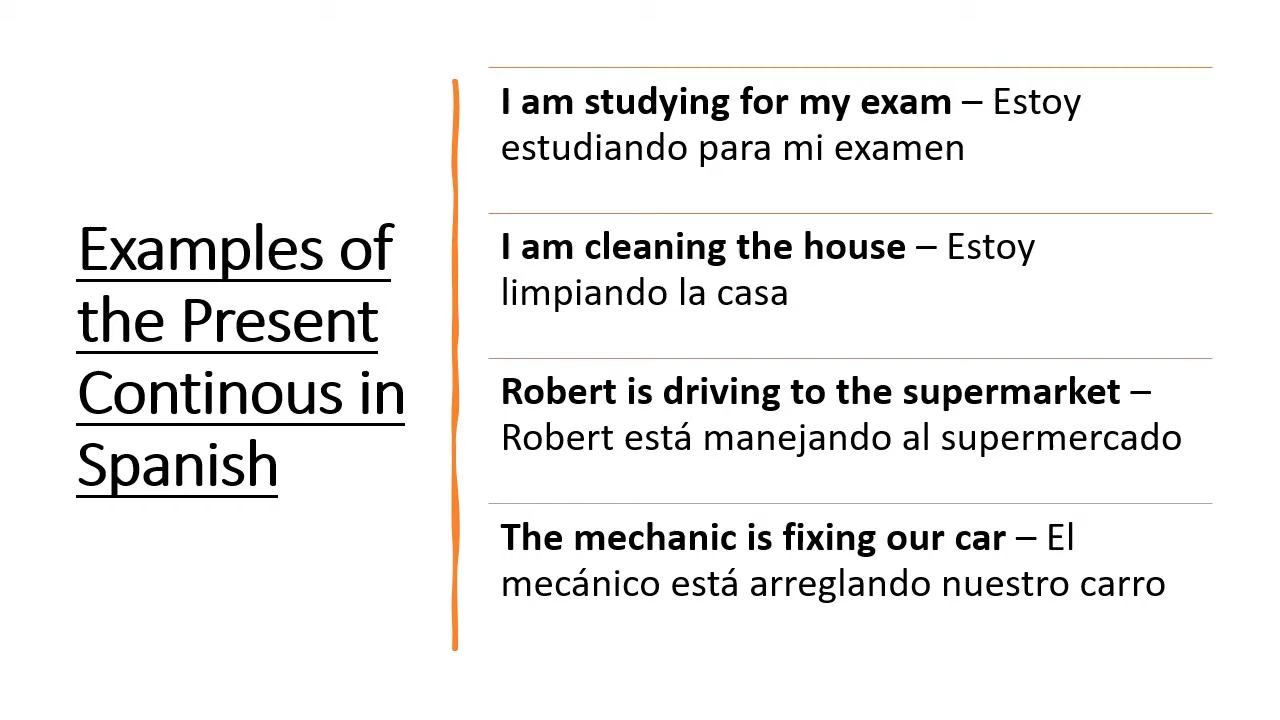 Examples of
the Present
Continous in
Spanish
I am studying for my exam – Estoy
estudiando para mi examen
I am cleaning the house – Estoy
limpiando la casa
Robert is driving to the supermarket –
Robert está manejando al supermercado
The mechanic is fixing our car – El
mecánico está arreglando nuestro carro